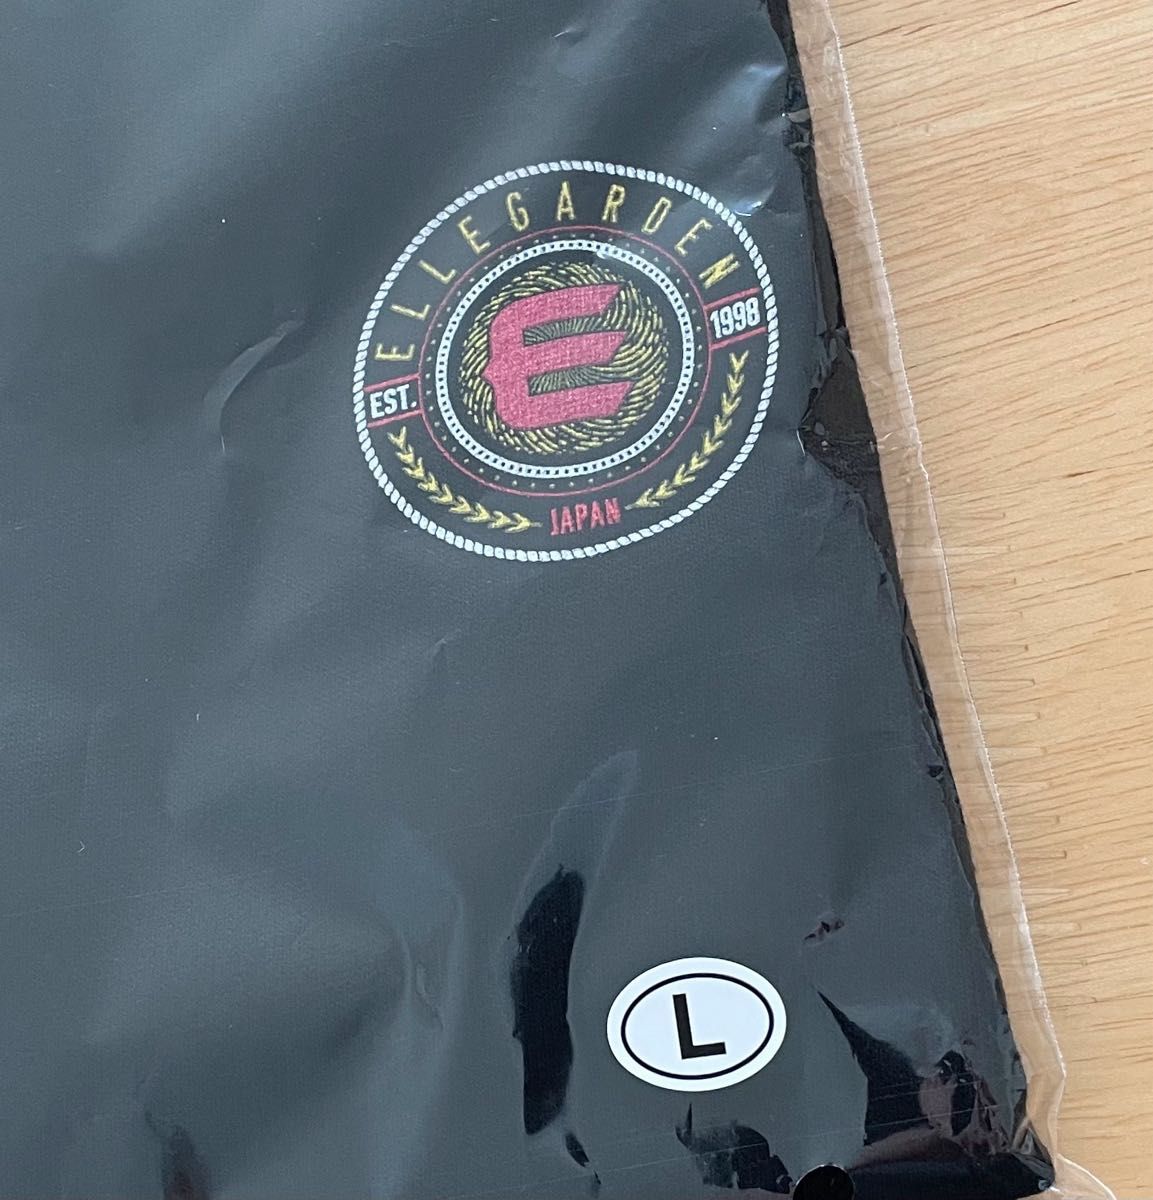 ELLEGARDEN
EST.
1998
E
JAPAN
L